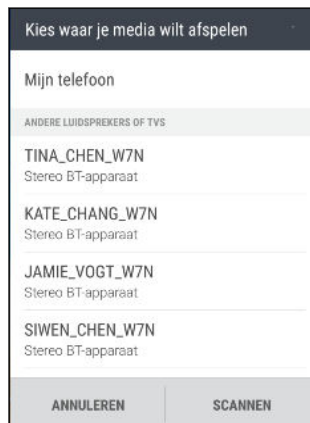 Kies waar je media wilt afspelen
Mijn telefoon
ANDERE LUIDSPREKERS OF TVS
TINA_CHEN_W7N
Stereo BT-apparaat
KATE_CHANG_W7N
Stereo BT-apparaat
JAMIE_VOGT_W7N
Stereo BT-apparaat
SIWEN_CHEN_W7N
Stereo BT-apparaat
ANNULEREN SCANNEN